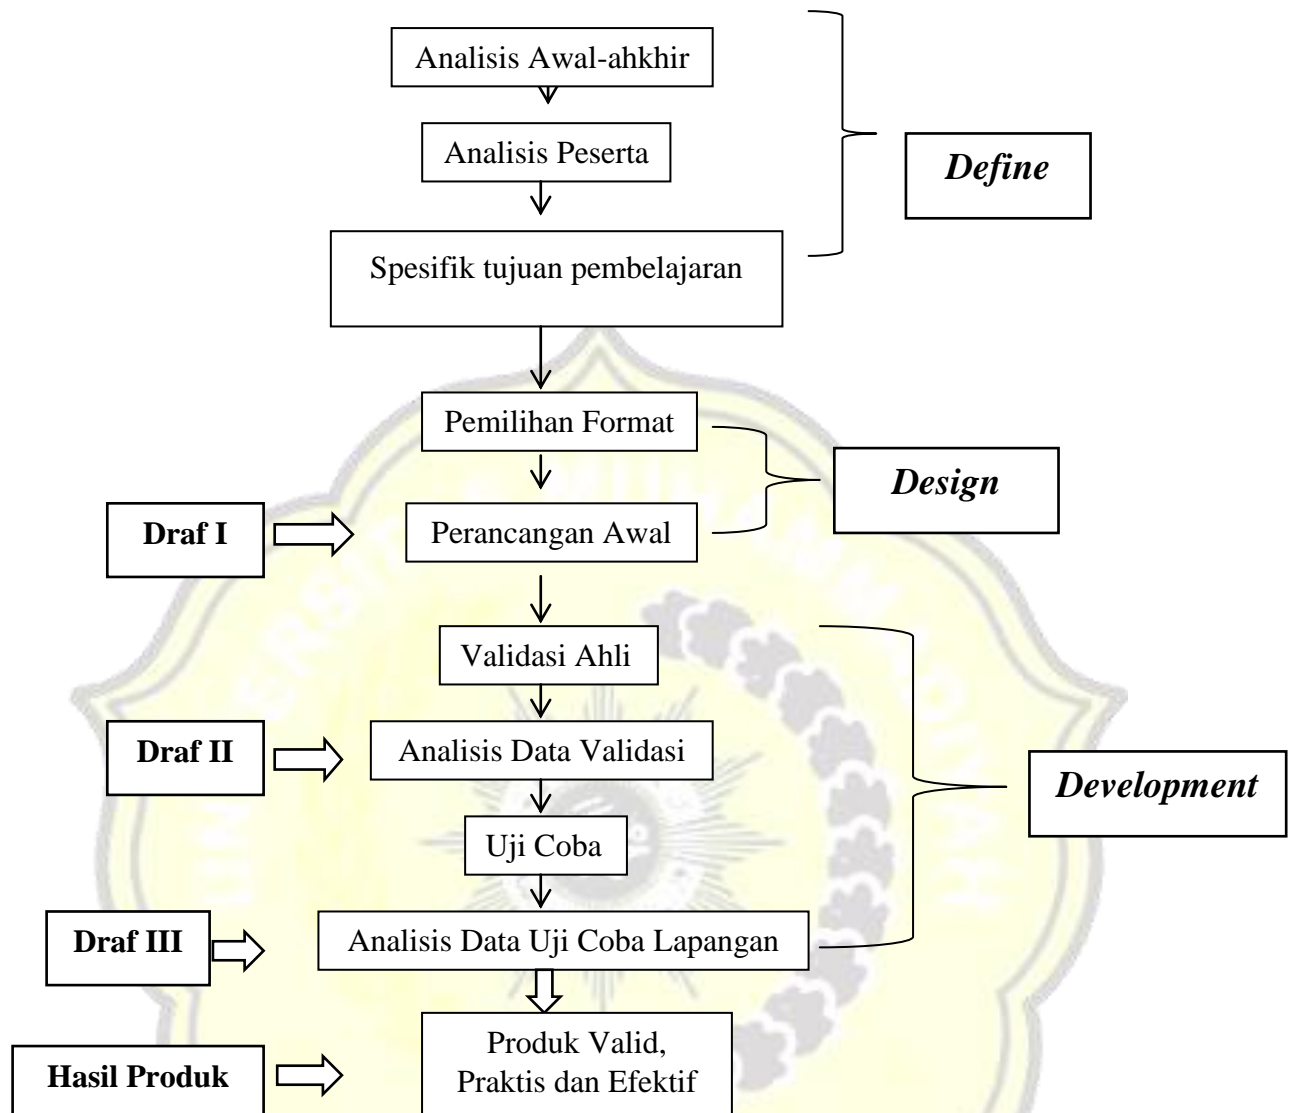 Analisis Awal-ahkhir
Analisis Peserta
Define
Spesifik tujuan pembelajaran
Pemilihan Format
Design
Draf I
Perancangan Awal
Validasi Ahli
Draf II
Analisis Data Validasi
Development
Uji Coba
Draf III
Analisis Data Uji Coba Lapangan
Hasil Produk
Produk Valid,
Praktis dan Efektif